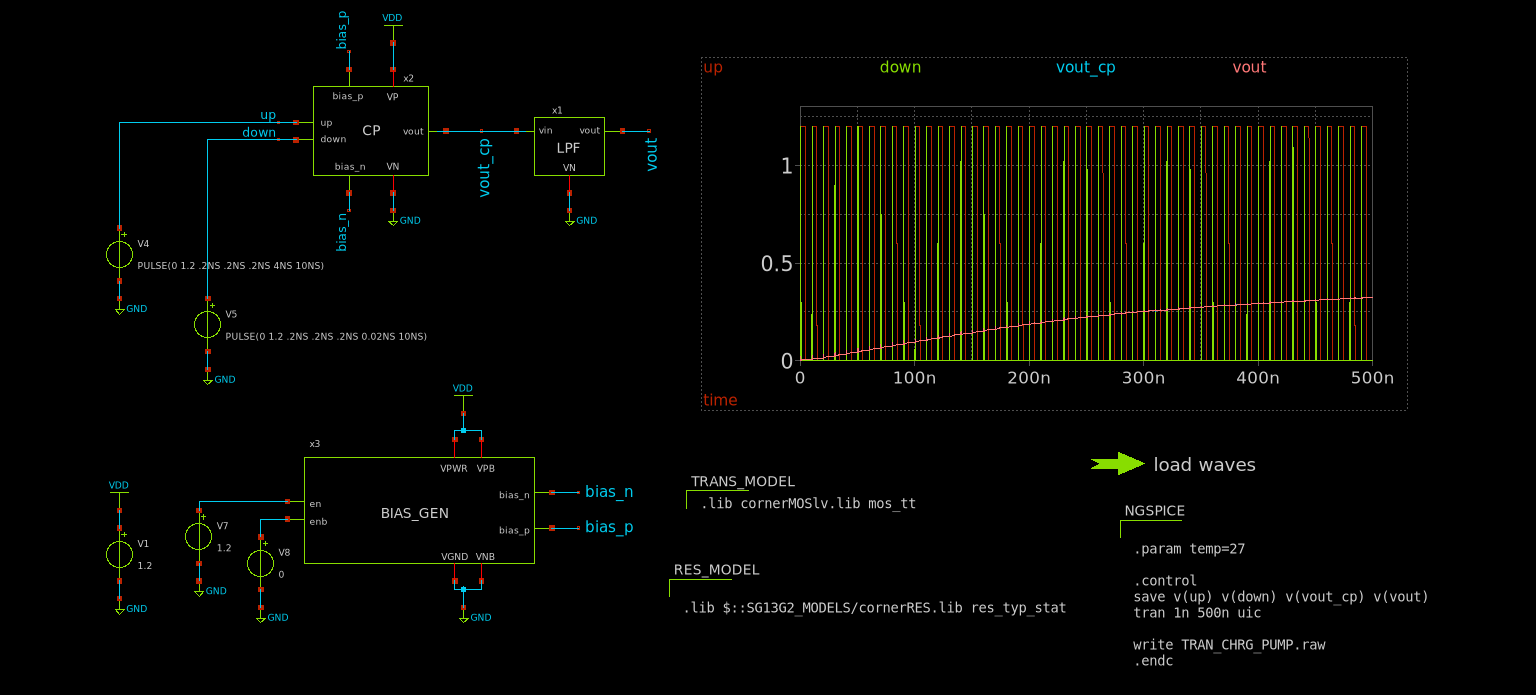 bias_p
VDD
x2
bias_p
VP
up
up
CP
vout
down
down
bias_n
VN
bias_n
GND
vout_cp
x1
vin
vout
LPF
VN
GND
vout
V4
PULSE(0 1.2 .2NS .2NS .2NS 4NS 10NS)
GND
V5
PULSE(0 1.2 .2NS .2NS .2NS 0.02NS 10NS)
GND
up
down
vout_cp
vout
1
0.5
0
0
100n
200n
300n
400n
500n
time
VDD
x3
VPWR
VPB
en
enb
BIAS_GEN
bias_n
bias_p
bias_n
bias_p
VGND
VNB
GND
VDD
V1
1.2
GND
V7
1.2
GND
V8
0
GND
TRANS_MODEL
.lib cornerMOSlv.lib mos_tt
RES_MODEL
.lib $::SG13G2_MODELS/cornerRES.lib res_typ_stat
load waves
NGSPICE
.param temp=27
.control
save v(up) v(down) v(vout_cp) v(vout)
tran 1n 500n uic
write TRAN_CHRG_PUMP.raw
.endc